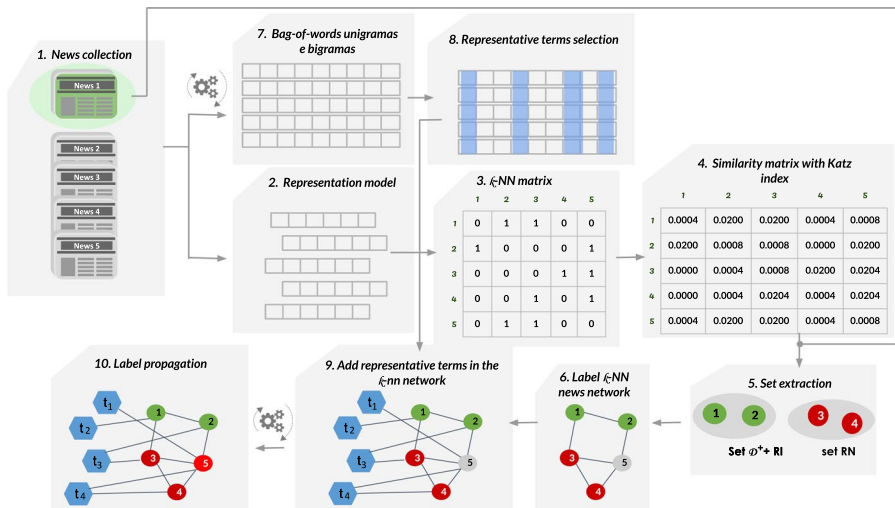 1. News collection
News 1
News 2
News 3
News 4
News 5
7. Bag-of-words unigramas
e bigramas
8. Representative terms selection
2. Representation model
3. kNN matrix
1 2 3 4 5
1 0 1 1 0 0
2 1 0 0 0 1
3 0 0 0 1 1
4 0 0 1 0 1
5 0 1 1 0 0
4. Similarity matrix with Katz
index
1 2 3 4 5
1 0.0004 0.0200 0.0200 0.0004 0.0008
2 0.0200 0.0008 0.0008 0.0000 0.0200
3 0.0000 0.0004 0.0008 0.0200 0.0204
4 0.0000 0.0004 0.0204 0.0004 0.0204
5 0.0004 0.0200 0.0200 0.0004 0.0008
5. Set extraction
1 2 3 4
Set 𝒟⁺+ RI
set RN
6. Label kNN
news network
1
2
3
5
4
9. Add representative terms in the
k-nn network
t1
1
t2
2
t3
3
5
t4
4
10. Label propagation
t1
1
t2
2
t3
3
5
t4
4